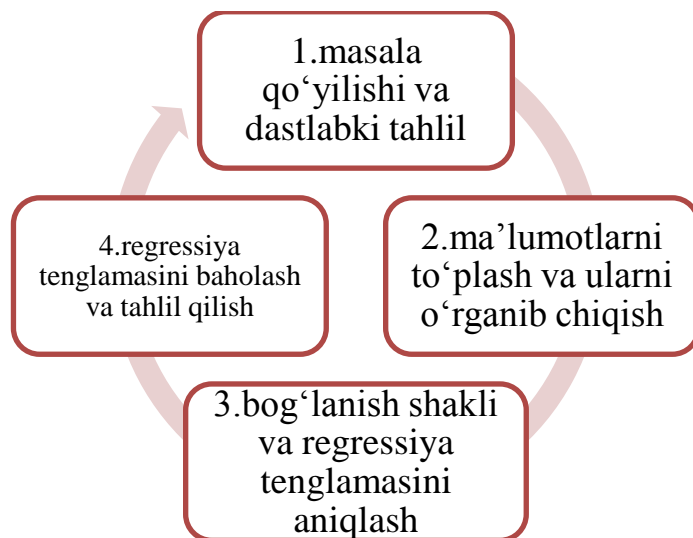 1.masala
qo‘yilishi va
dastlabki tahlil
2.ma’lumotlarni
to‘plash va ularni
o‘rganib chiqish
3.bog‘lanish shakli
va regressiya
tenglamasini
aniqlash
4.regressiya
tenglamasini baholash
va tahlil qilish